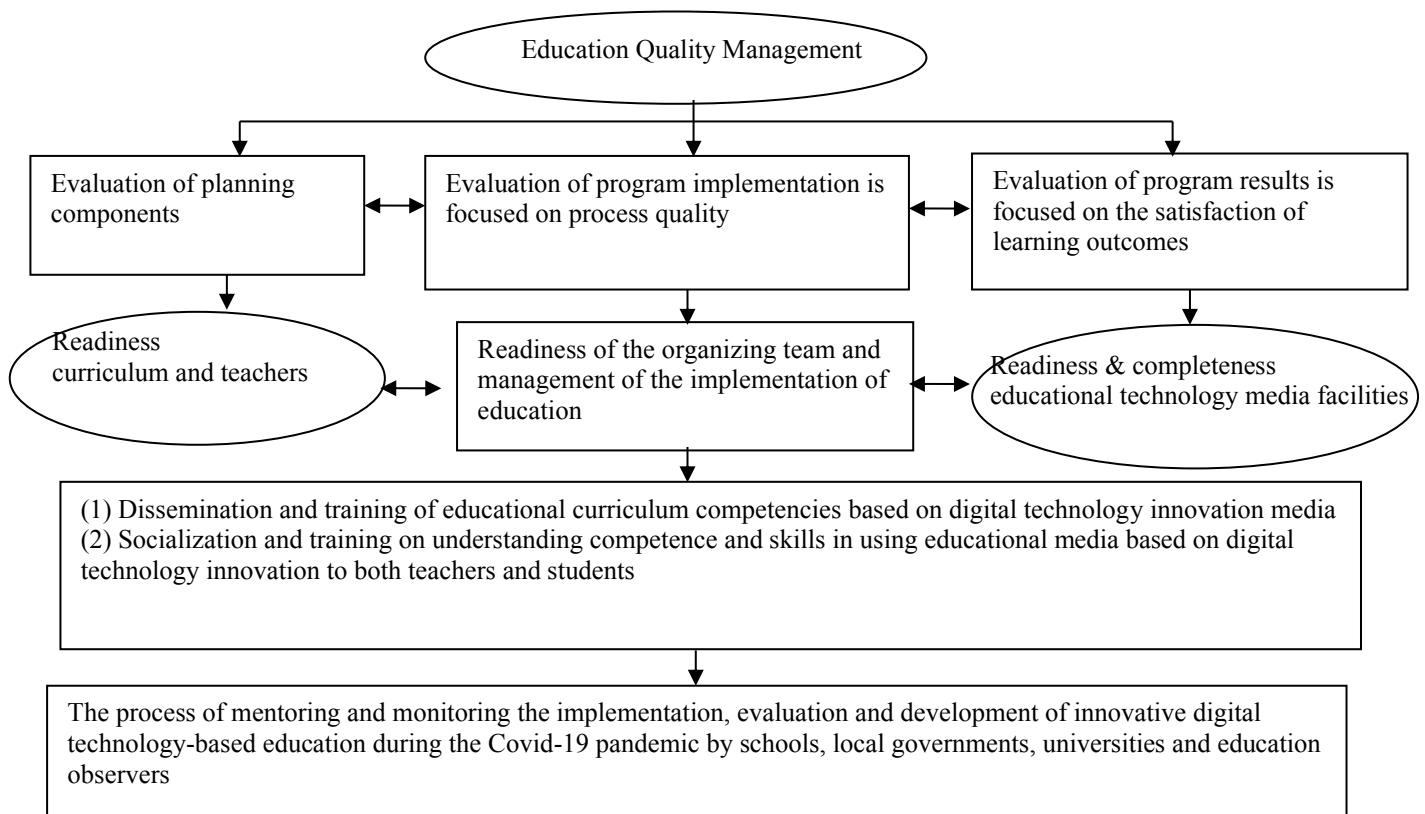 Education Quality Management
Evaluation of planning
components
Evaluation of program implementation is
focused on process quality
Evaluation of program results is
focused on the satisfaction of
learning outcomes
Readiness
curriculum and teachers
Readiness of the organizing team and
management of the implementation of
education
Readiness & completeness
educational technology media facilities
(1) Dissemination and training of educational curriculum competencies based on digital technology innovation media
(2) Socialization and training on understanding competence and skills in using educational media based on digital
technology innovation to both teachers and students
The process of mentoring and monitoring the implementation, evaluation and development of innovative digital
technology-based education during the Covid-19 pandemic by schools, local governments, universities and education
observers